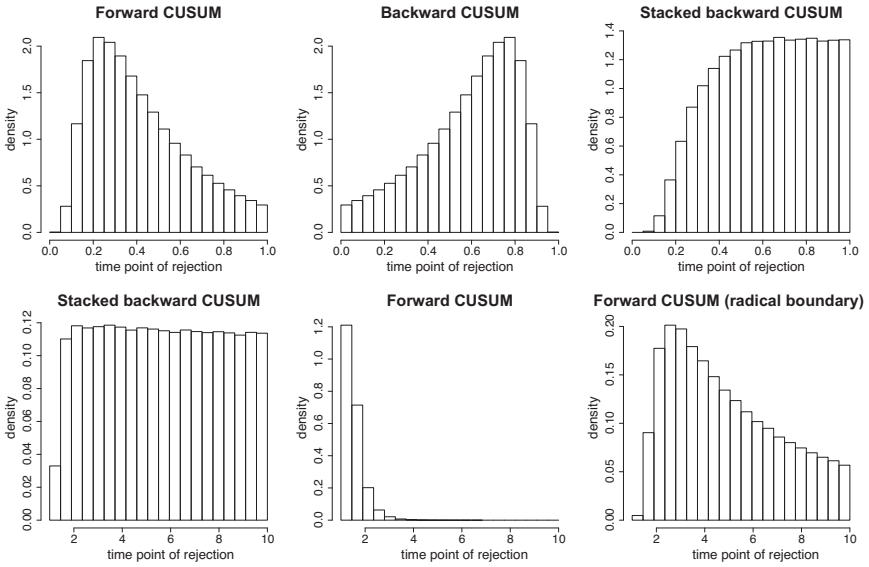 Forward CUSUM
Backward CUSUM
Stacked backward CUSUM
density
0.0 0.5 1.0 1.5 2.0
0.0 0.2 0.4 0.6 0.8 1.0
time point of rejection
density
0.0 0.5 1.0 1.5 2.0
0.0 0.2 0.4 0.6 0.8 1.0
time point of rejection
density
0.0 0.2 0.4 0.6 0.8 1.0 1.2 1.4
0.0 0.2 0.4 0.6 0.8 1.0
time point of rejection
Stacked backward CUSUM
Forward CUSUM
Forward CUSUM (radical boundary)
density
0.00 0.02 0.04 0.06 0.08 0.10 0.12
2 4 6 8 10
time point of rejection
density
0.0 0.2 0.4 0.6 0.8 1.0 1.2
2 4 6 8 10
time point of rejection
density
0.00 0.05 0.10 0.15 0.20
2 4 6 8 10
time point of rejection